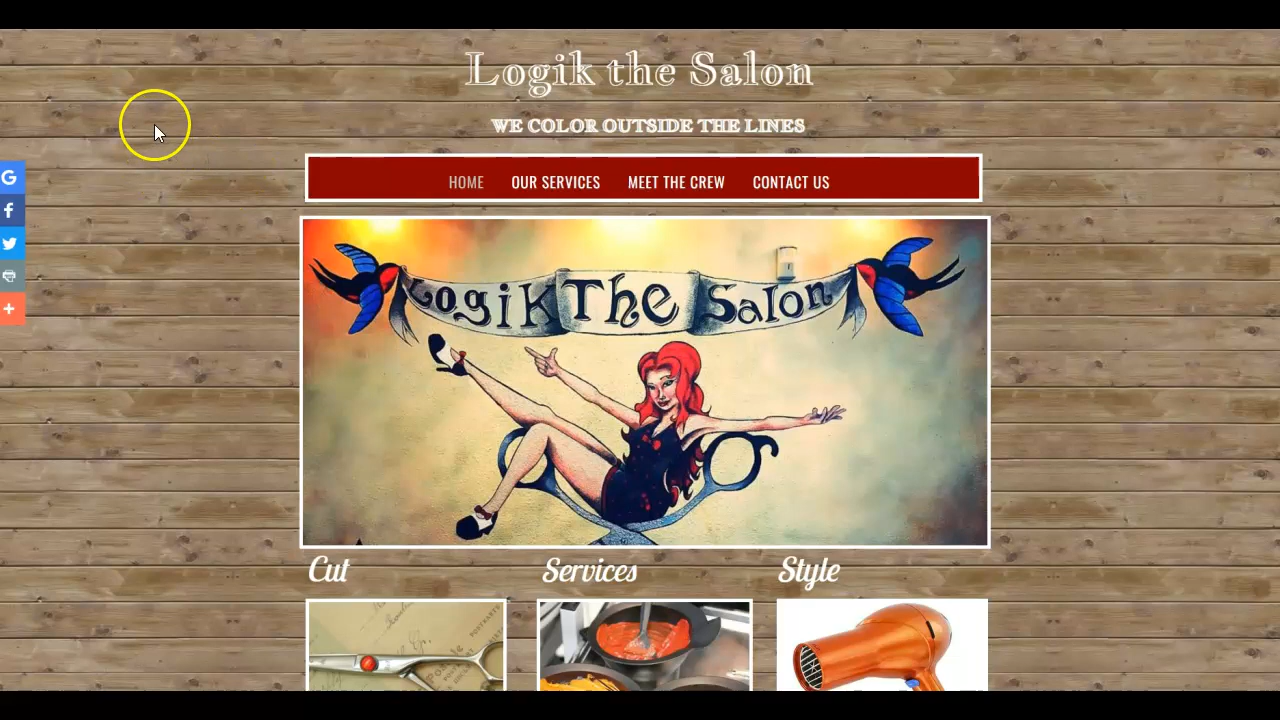 Logik the Salon
WE COLOR OUTSIDE THE LINES
HOME OUR SERVICES MEET THE CREW CONTACT US
Logik The Salon
Cut Services Style